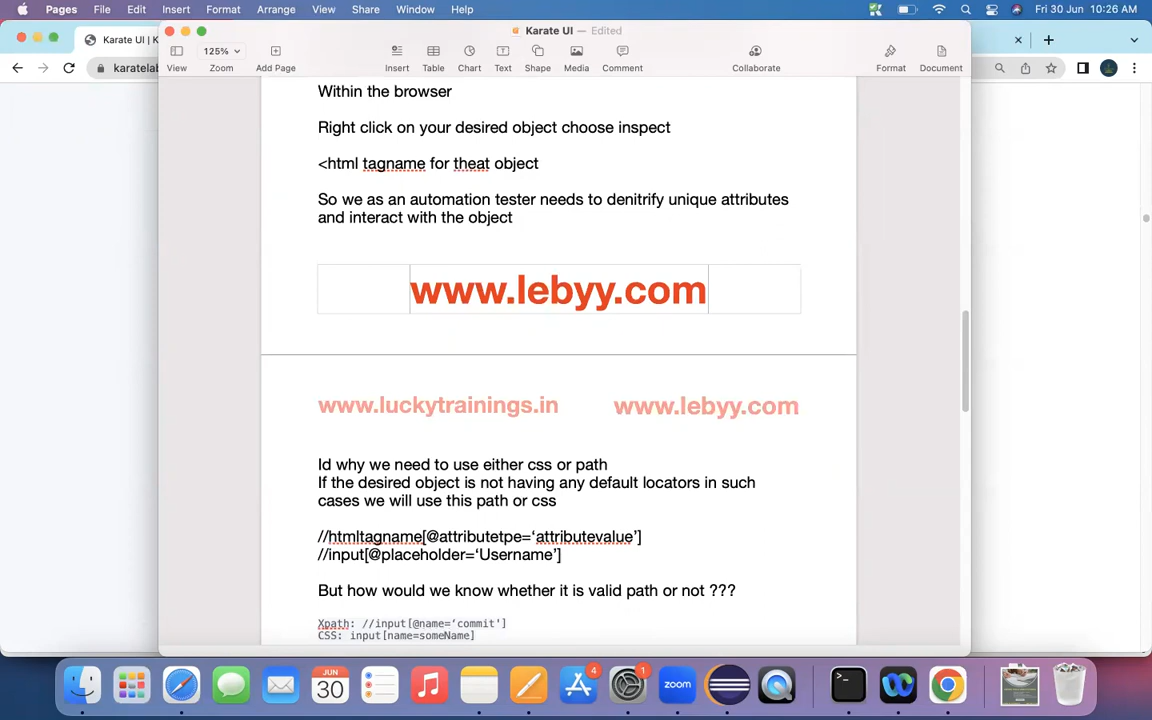 Pages File Edit Insert Format Arrange View Share Window Help Fri 30 Jun 10:26 AM
Karate UI | K
Karate UI — Edited
karatelab
125%
View Zoom Add Page Insert Table Chart Text Shape Media Comment Collaborate Format Document
Within the browser
Right click on your desired object choose inspect
<html tagname for theat object
So we as an automation tester needs to denitrify unique attributes
and interact with the object
www.lebyy.com
www.luckytrainings.in www.lebyy.com
Id why we need to use either css or path
If the desired object is not having any default locators in such
cases we will use this path or css
//htmltagname[@attributetpe=‘attributevalue’]
//input[@placeholder=‘Username’]
But how would we know whether it is valid path or not ???
Xpath: //input[@name=‘commit']
CSS: input[name=someName]
JUN
30
4
1
zoom
>_